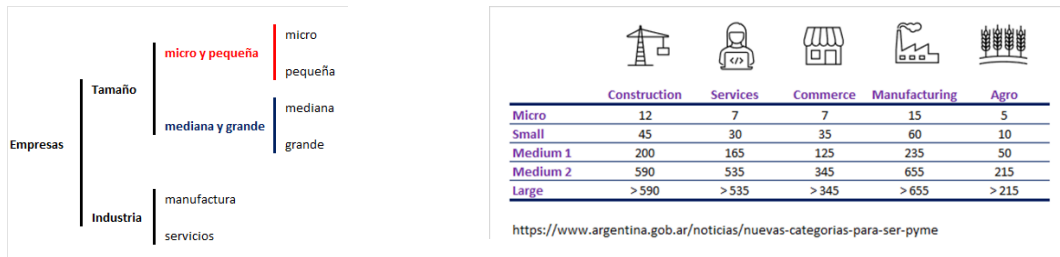 Empresas
Tamaño
micro y pequeña
micro
pequeña
mediana y grande
mediana
grande
Industria
manufactura
servicios
Construction Services Commerce Manufacturing Agro
Micro 12 7 7 15 5
Small 45 30 35 60 10
Medium 1 200 165 125 235 50
Medium 2 590 535 345 655 215
Large >590 >535 >345 >655 >215
https://www.argentina.gob.ar/noticias/nuevas-categorias-para-ser-pyme